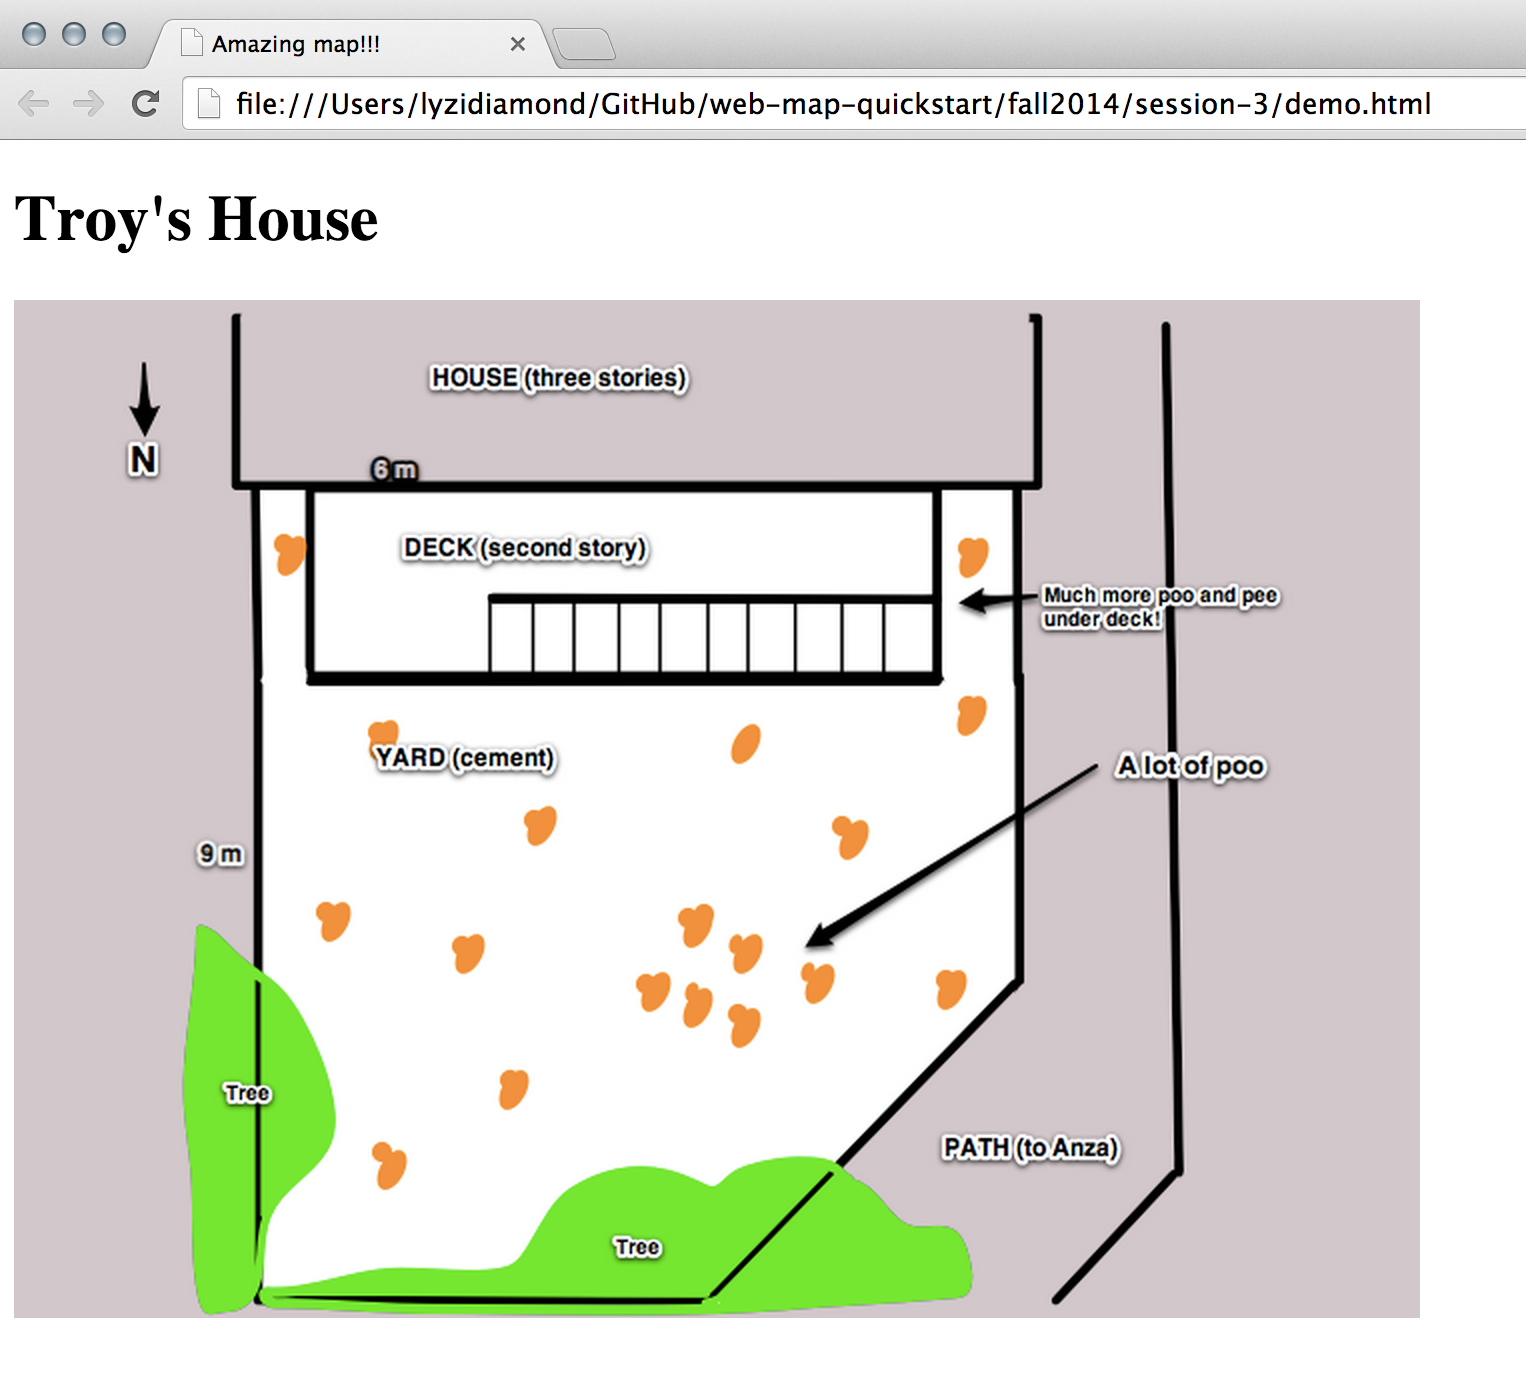 Amazing map!!!
file:///Users/lyzidiamond/GitHub/web-map-quickstart/fall2014/session-3/demo.html
Troy's House
HOUSE (three stories)
N
6 m
DECK (second story)
Much more poo and pee
under deck!
YARD (cement)
A lot of poo
9 m
Tree
PATH (to Anza)
Tree